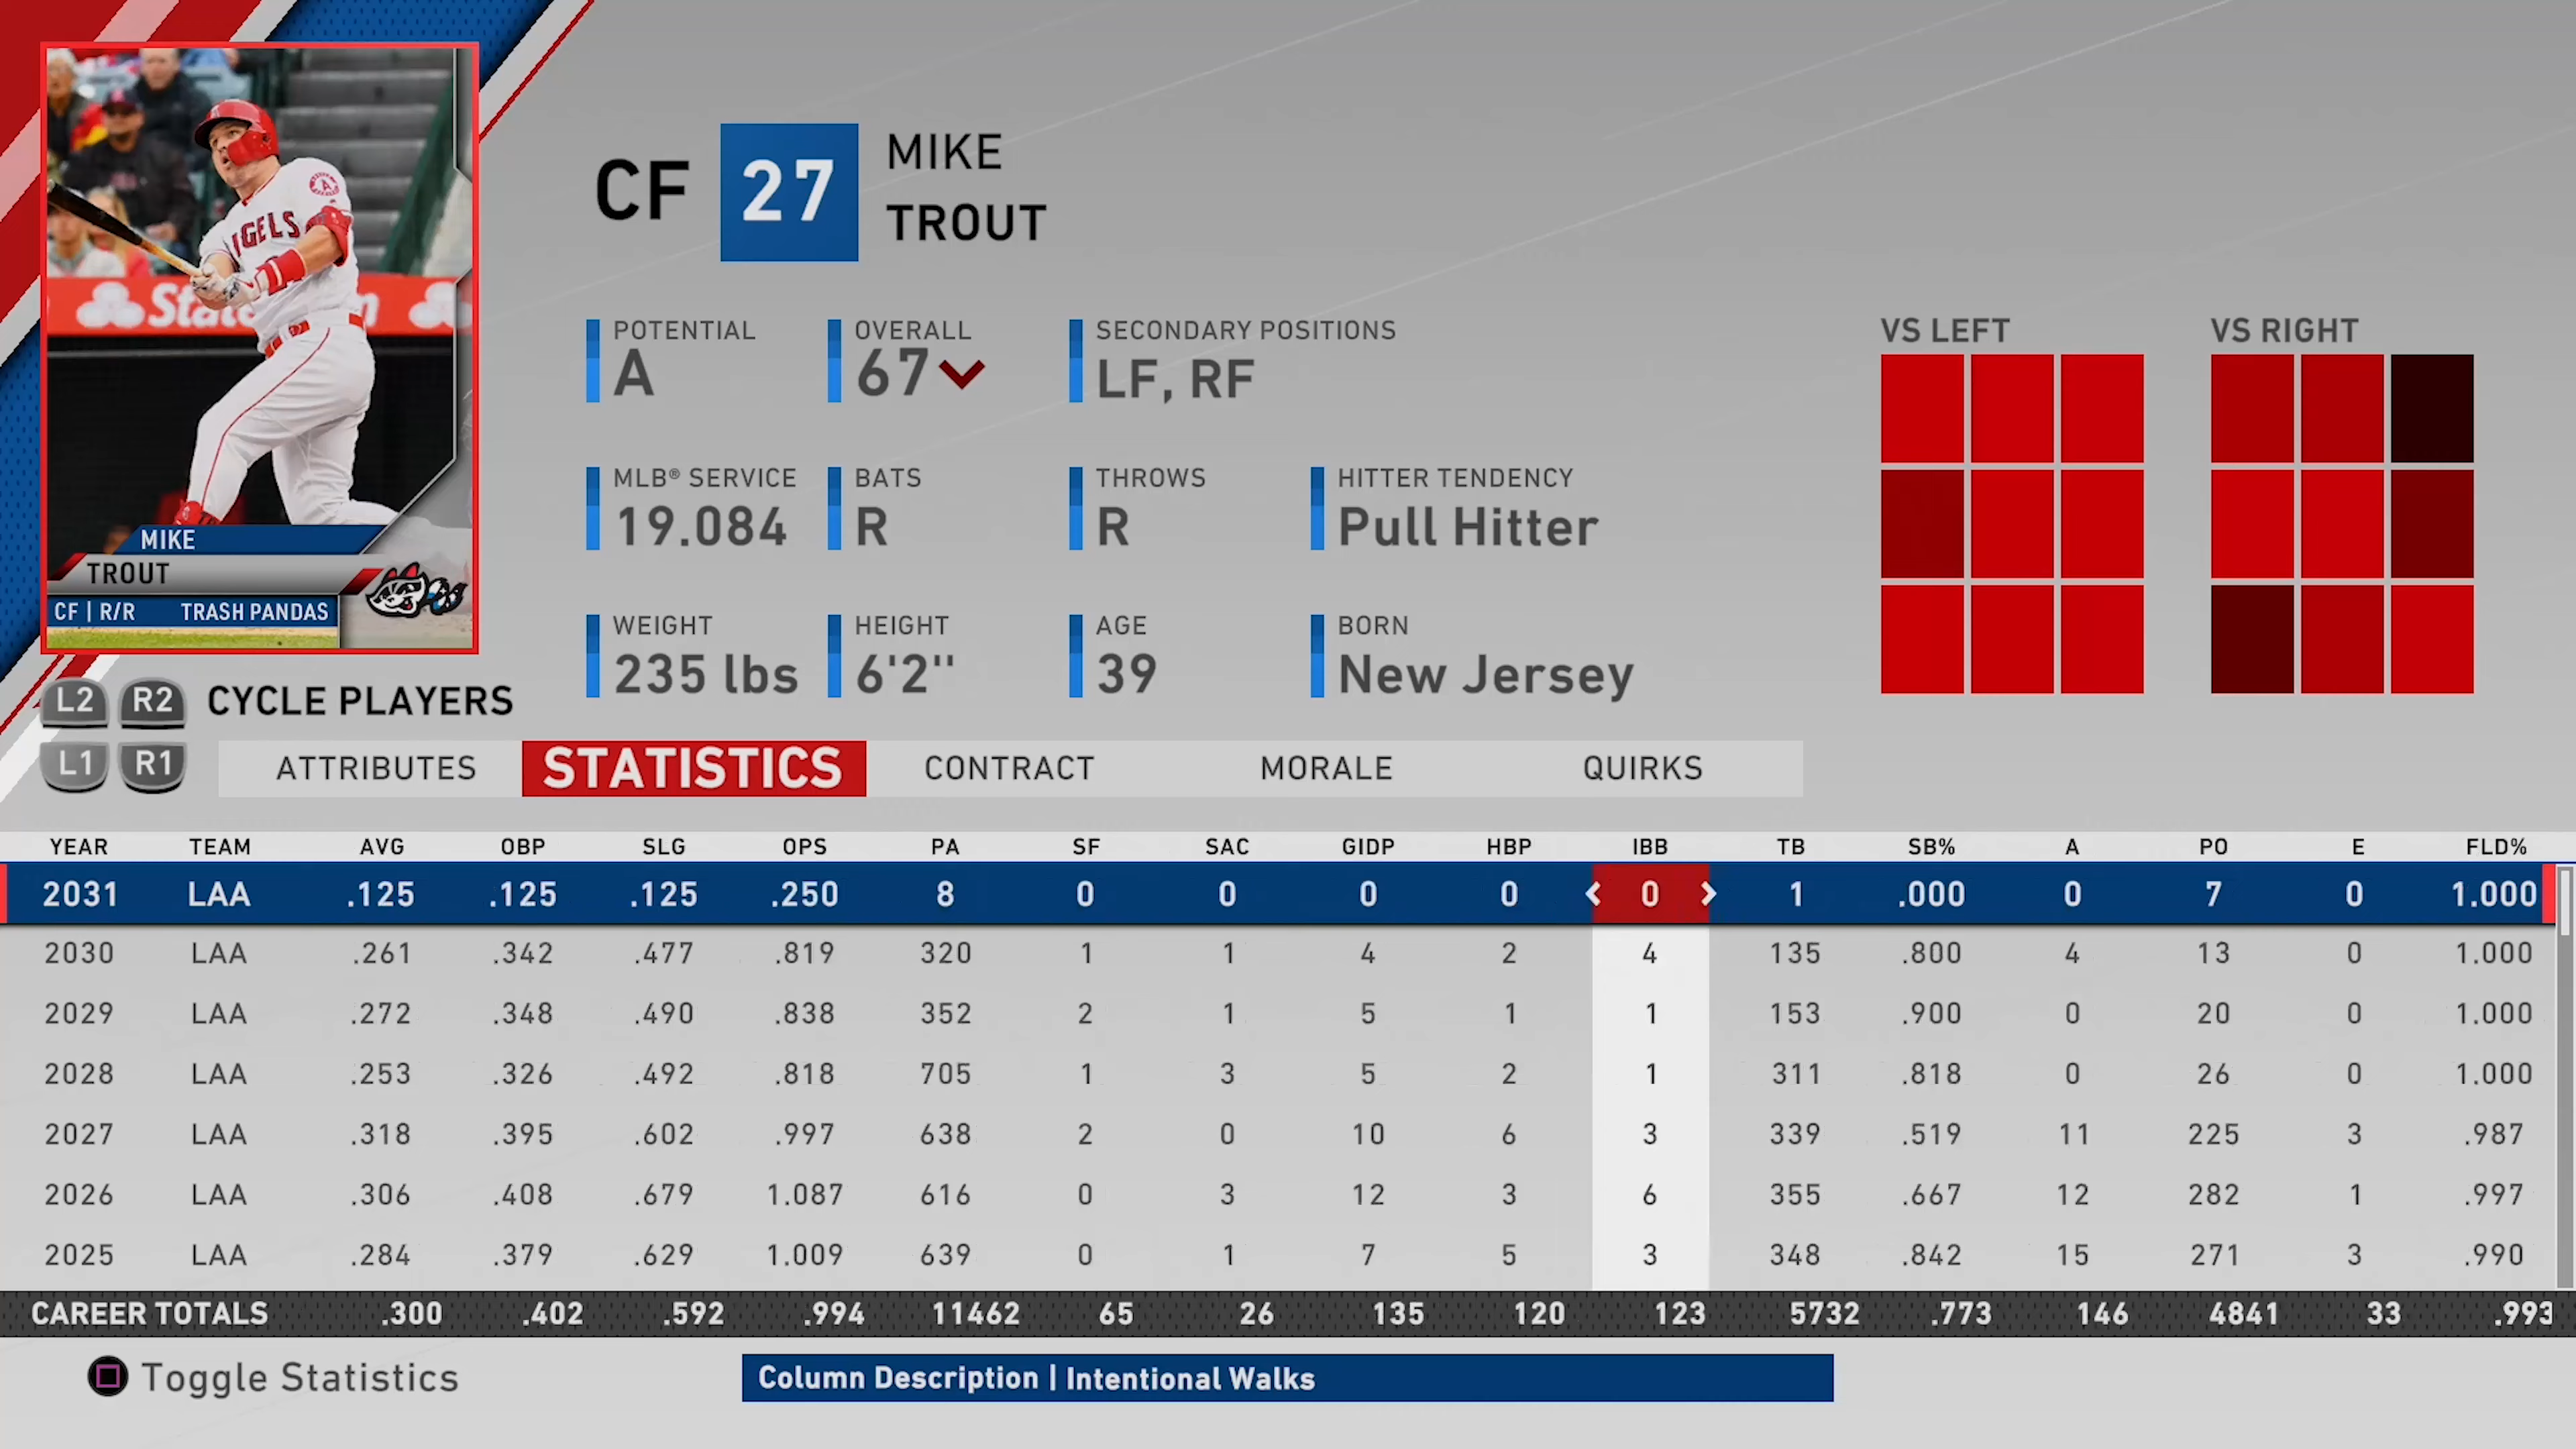 CF 27 MIKE
TROUT
POTENTIAL OVERALL SECONDARY POSITIONS VS LEFT VS RIGHT
A 67 LF, RF
MLB® SERVICE BATS THROWS HITTER TENDENCY
19.084 R R Pull Hitter
WEIGHT HEIGHT AGE BORN
235 lbs 6'2'' 39 New Jersey
ANGELS
MIKE
TROUT
CF | R/R TRASH PANDAS
L2 R2 CYCLE PLAYERS
L1 R1 ATTRIBUTES STATISTICS CONTRACT MORALE QUIRKS
YEAR TEAM AVG OBP SLG OPS PA SF SAC GIDP HBP IBB TB SB% A PO E FLD%
2031 LAA .125 .125 .125 .250 8 0 0 0 0 0 1 .000 0 7 0 1.000
2030 LAA .261 .342 .477 .819 320 1 1 4 2 4 135 .800 4 13 0 1.000
2029 LAA .272 .348 .490 .838 352 2 1 5 1 1 153 .900 0 20 0 1.000
2028 LAA .253 .326 .492 .818 705 1 3 5 2 1 311 .818 0 26 0 1.000
2027 LAA .318 .395 .602 .997 638 2 0 10 6 3 339 .519 11 225 3 .987
2026 LAA .306 .408 .679 1.087 616 0 3 12 3 6 355 .667 12 282 1 .997
2025 LAA .284 .379 .629 1.009 639 0 1 7 5 3 348 .842 15 271 3 .990
CAREER TOTALS .300 .402 .592 .994 11462 65 26 135 120 123 5732 .773 146 4841 33 .993
Toggle Statistics Column Description | Intentional Walks